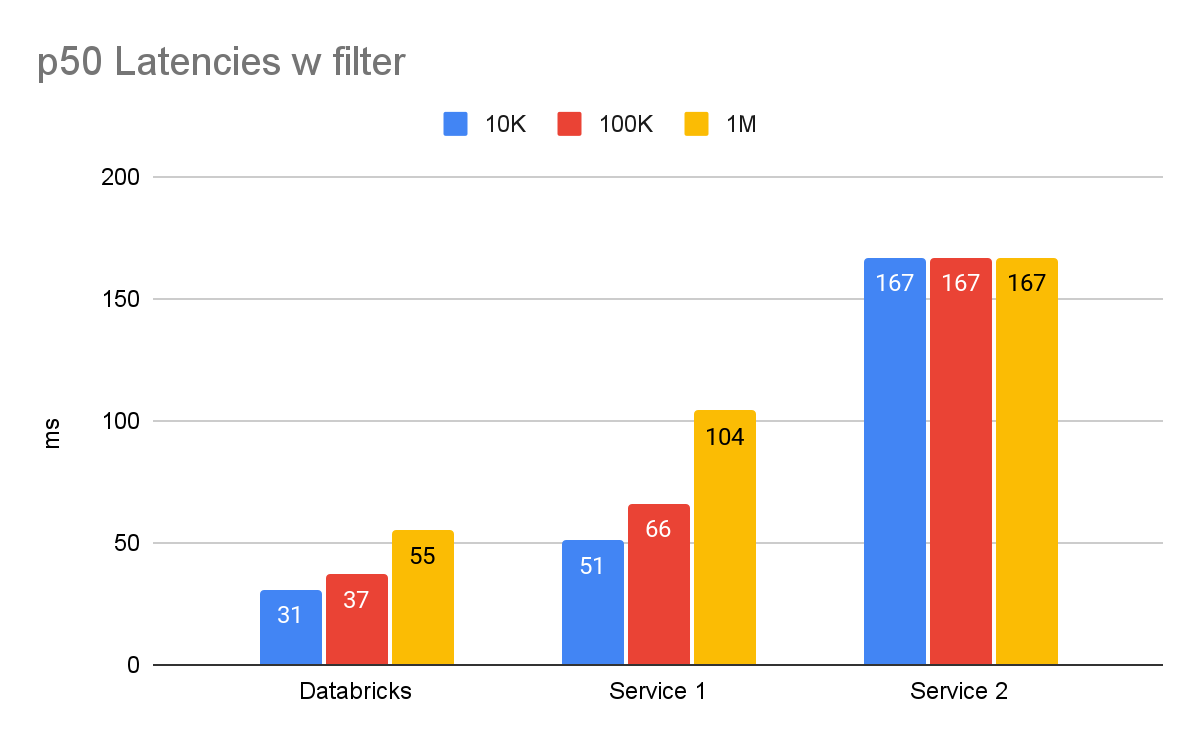 p50 Latencies w filter
10K 100K 1M
200
150
100
50
0
ms
31 37 55
51 66 104
167 167 167
Databricks Service 1 Service 2